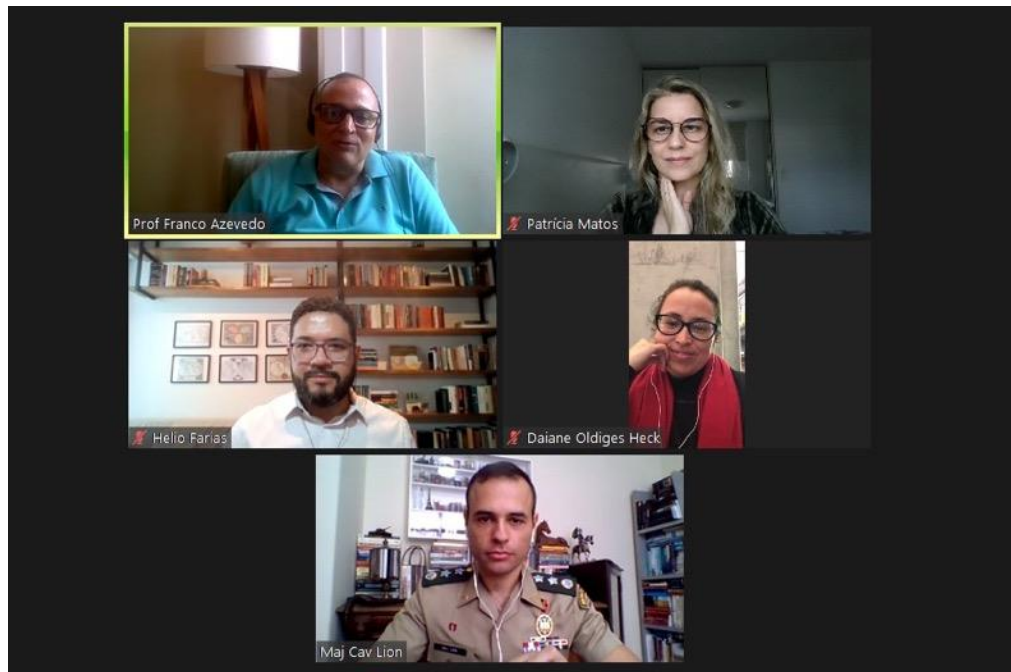 Prof Franco Azevedo
Patrícia Matos
Helio Farias
Daiane Oldiges Heck
Maj Cav Lion